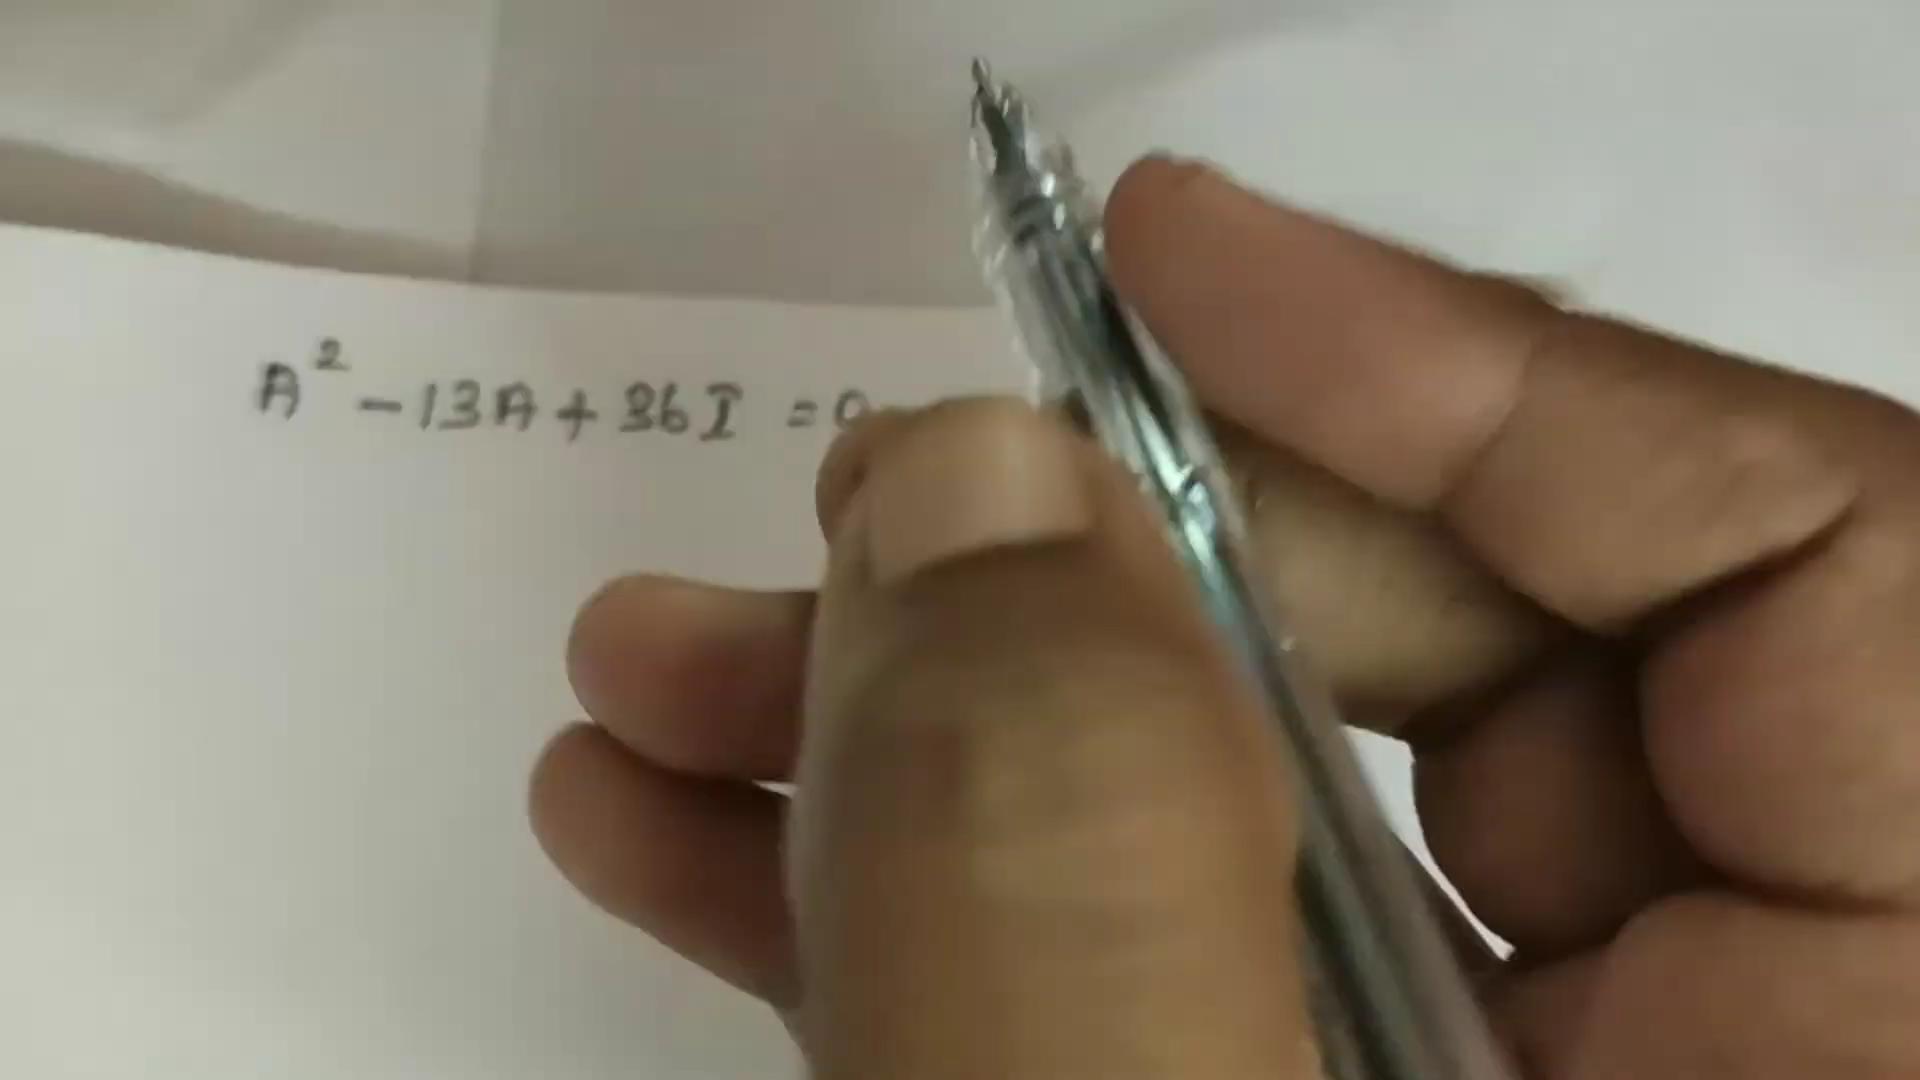 A² - 13A + 36I = 0